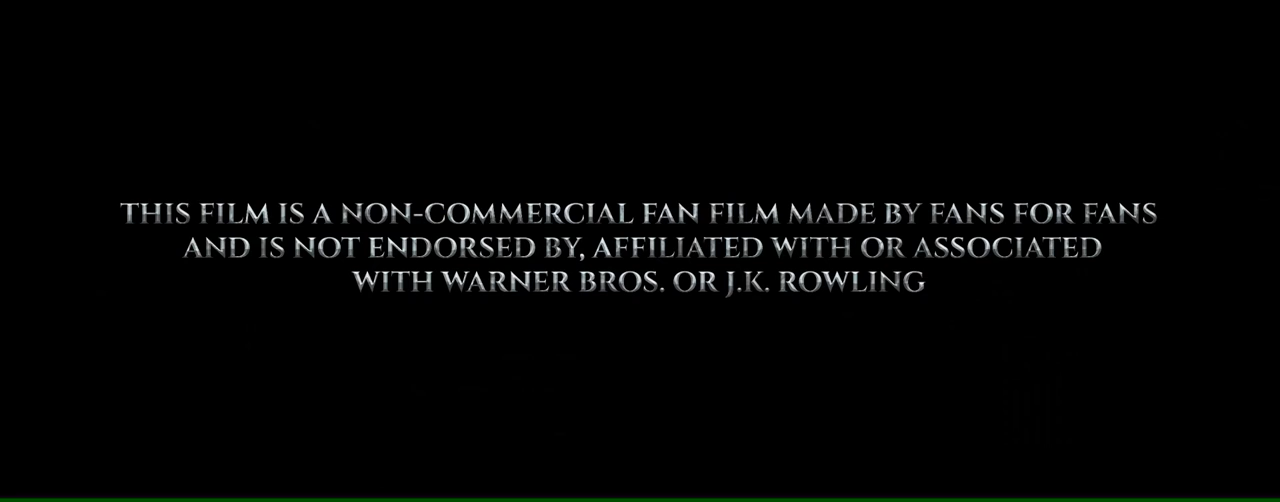 THIS FILM IS A NON-COMMERCIAL FAN FILM MADE BY FANS FOR FANS
AND IS NOT ENDORSED BY, AFFILIATED WITH OR ASSOCIATED
WITH WARNER BROS. OR J.K. ROWLING